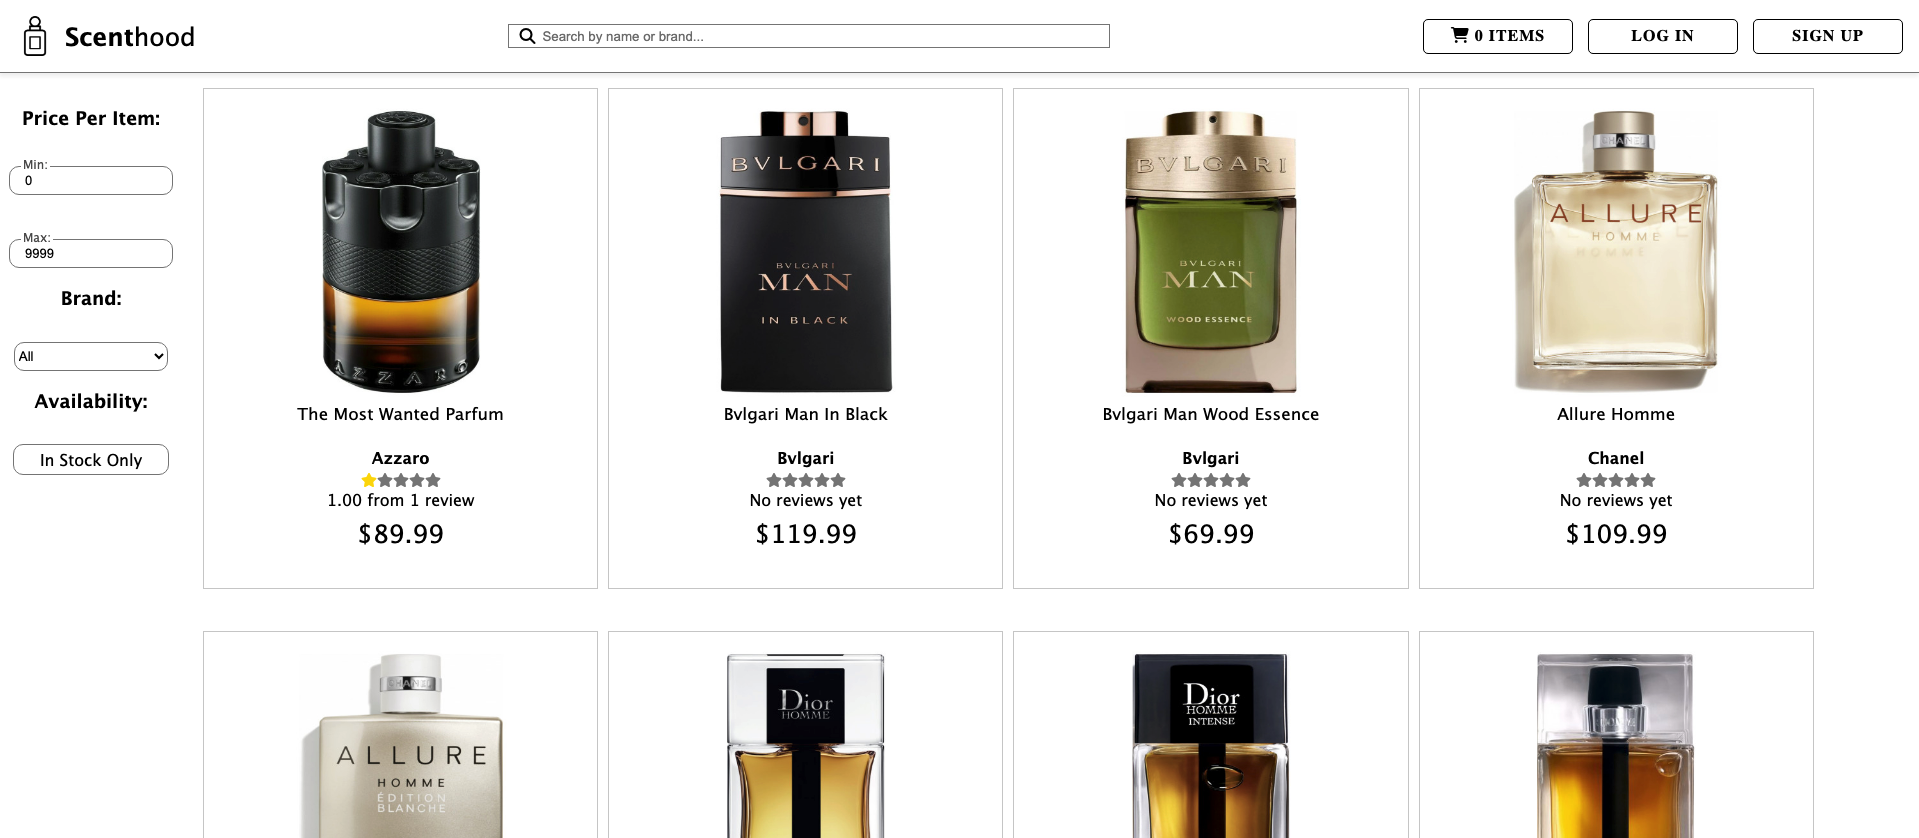 Scenthood
Search by name or brand...
0 ITEMS
LOG IN
SIGN UP
Price Per Item:
Min:
0
Max:
9999
Brand:
All
Availability:
In Stock Only
AZZARO
The Most Wanted Parfum
Azzaro
1.00 from 1 review
$89.99
BVLGARI
BVLGARI
MAN
IN BLACK
Bvlgari Man In Black
Bvlgari
No reviews yet
$119.99
BVLGARI
BVLGARI
MAN
WOOD ESSENCE
Bvlgari Man Wood Essence
Bvlgari
No reviews yet
$69.99
CHANEL
ALLURE
HOMME
HOMME
Allure Homme
Chanel
No reviews yet
$109.99
CHANEL
ALLURE
HOMME
ÉDITION
BLANCHE
Dior
HOMME
Dior
HOMME
INTENSE